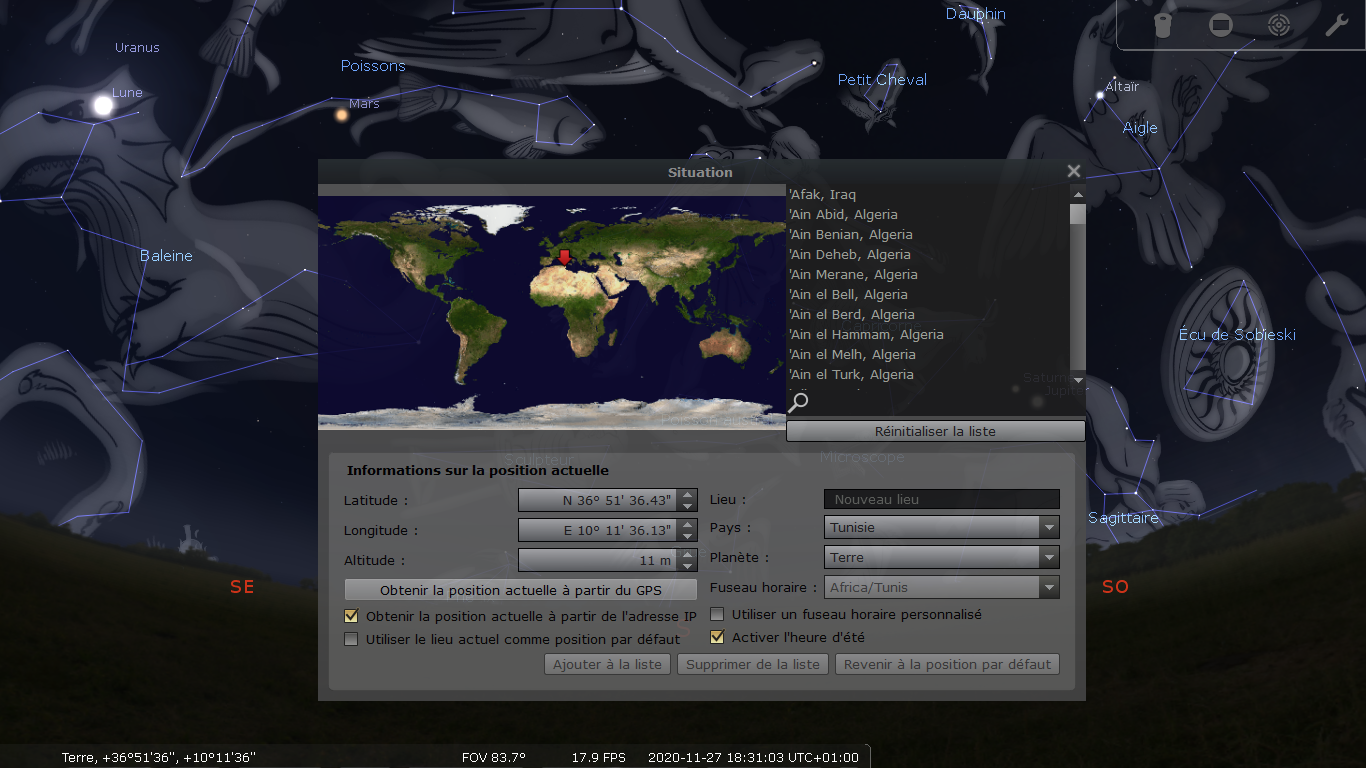 Dauphin
Uranus
Poissons
Petit Cheval
Lune
Mars
Altaïr
Aigle
Situation
'Afak, Iraq
'Ain Abid, Algeria
'Ain Benian, Algeria
'Ain Deheb, Algeria
'Ain Merane, Algeria
'Ain el Bell, Algeria
'Ain el Berd, Algeria
'Ain el Hammam, Algeria
'Ain el Melh, Algeria
'Ain el Turk, Algeria
Baleine
Écu de Sobieski
Saturne
Jupiter
Réinitialiser la liste
Sculpteur
Microscope
Informations sur la position actuelle
Latitude :
N 36° 51' 36.43"
Lieu :
Nouveau lieu
Longitude :
E 10° 11' 36.13"
Pays :
Tunisie
Sagittaire
Altitude :
11 m
Planète :
Terre
SE
Obtenir la position actuelle à partir du GPS
Fuseau horaire :
Africa/Tunis
SO
Obtenir la position actuelle à partir de l'adresse IP
Utiliser un fuseau horaire personnalisé
Utiliser le lieu actuel comme position par défaut
Activer l'heure d'été
Ajouter à la liste
Supprimer de la liste
Revenir à la position par défaut
Terre, +36°51'36", +10°11'36"
FOV 83.7°
17.9 FPS
2020-11-27 18:31:03 UTC+01:00